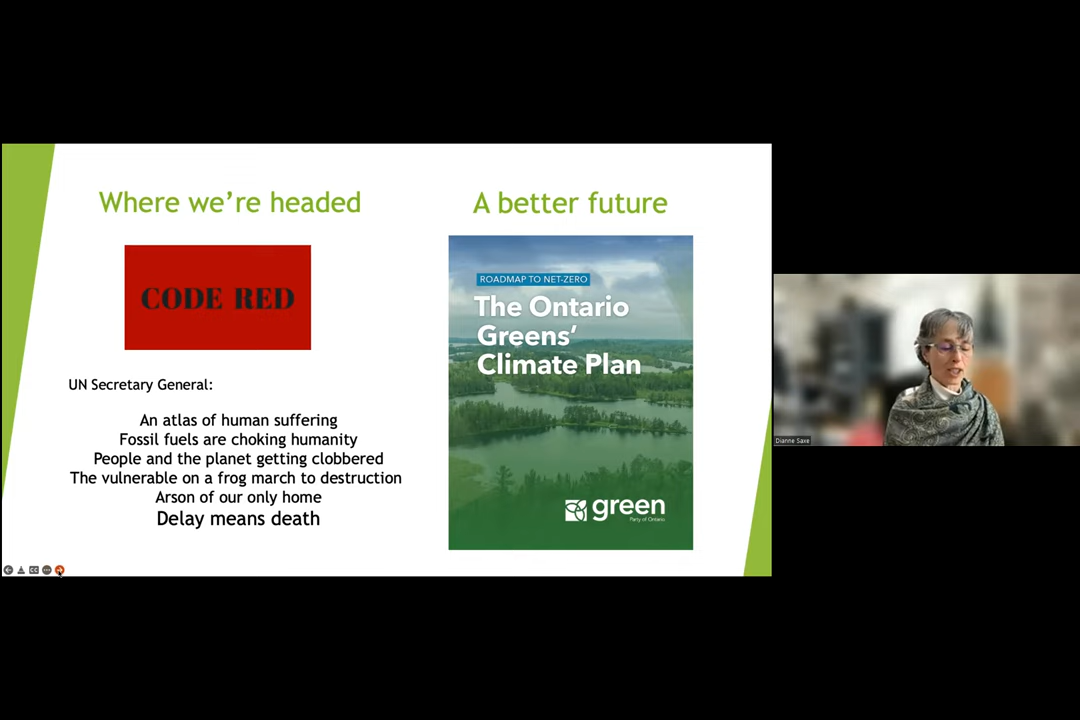 Where we're headed
CODE RED
UN Secretary General:
An atlas of human suffering
Fossil fuels are choking humanity
People and the planet getting clobbered
The vulnerable on a frog march to destruction
Arson of our only home
Delay means death
A better future
ROADMAP TO NET-ZERO
The Ontario
Greens'
Climate Plan
green
Party of Ontario
CC
Dianne Saxe